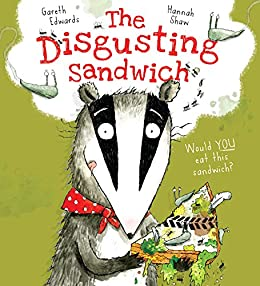 Gareth
Edwards
Hannah
Shaw
The
Disgusting
Sandwich
Would YOU
eat this
sandwich?